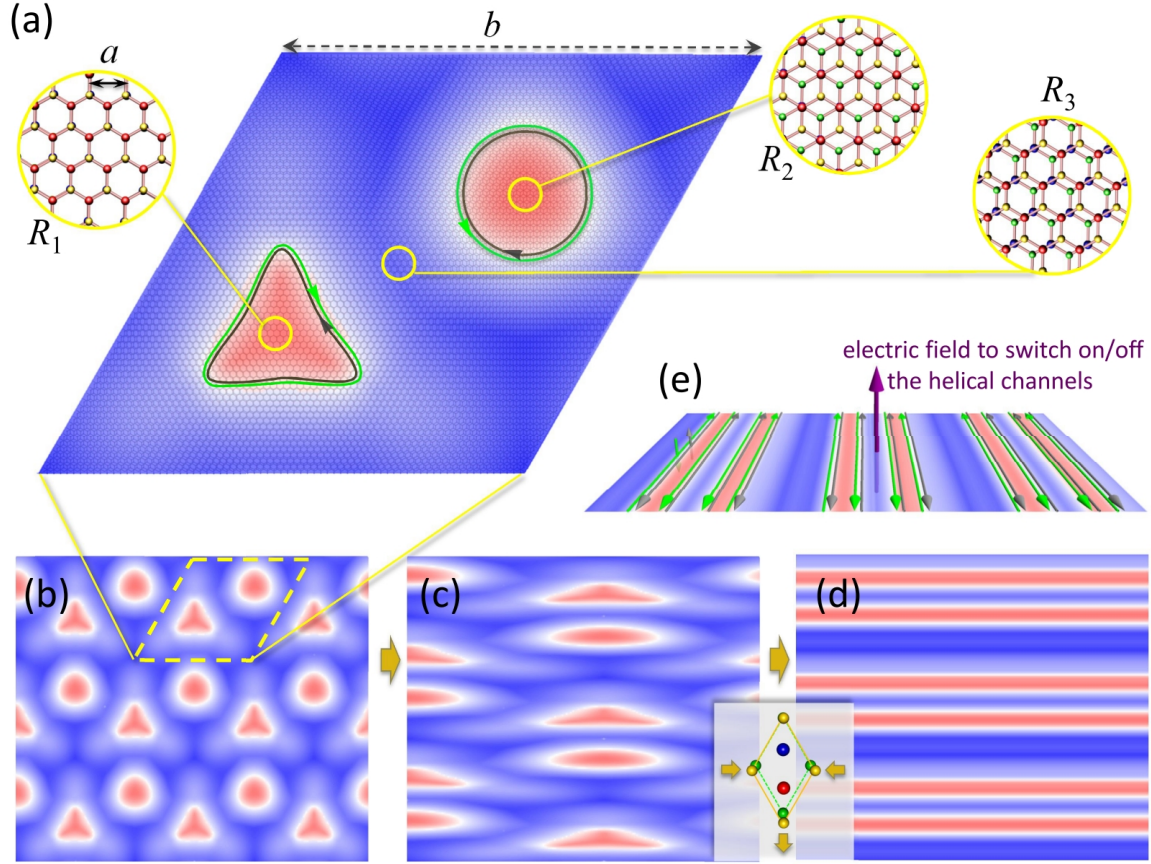 (a)
b
a
R1
R2
R3
electric field to switch on/off
the helical channels
(e)
(b)
(c)
(d)